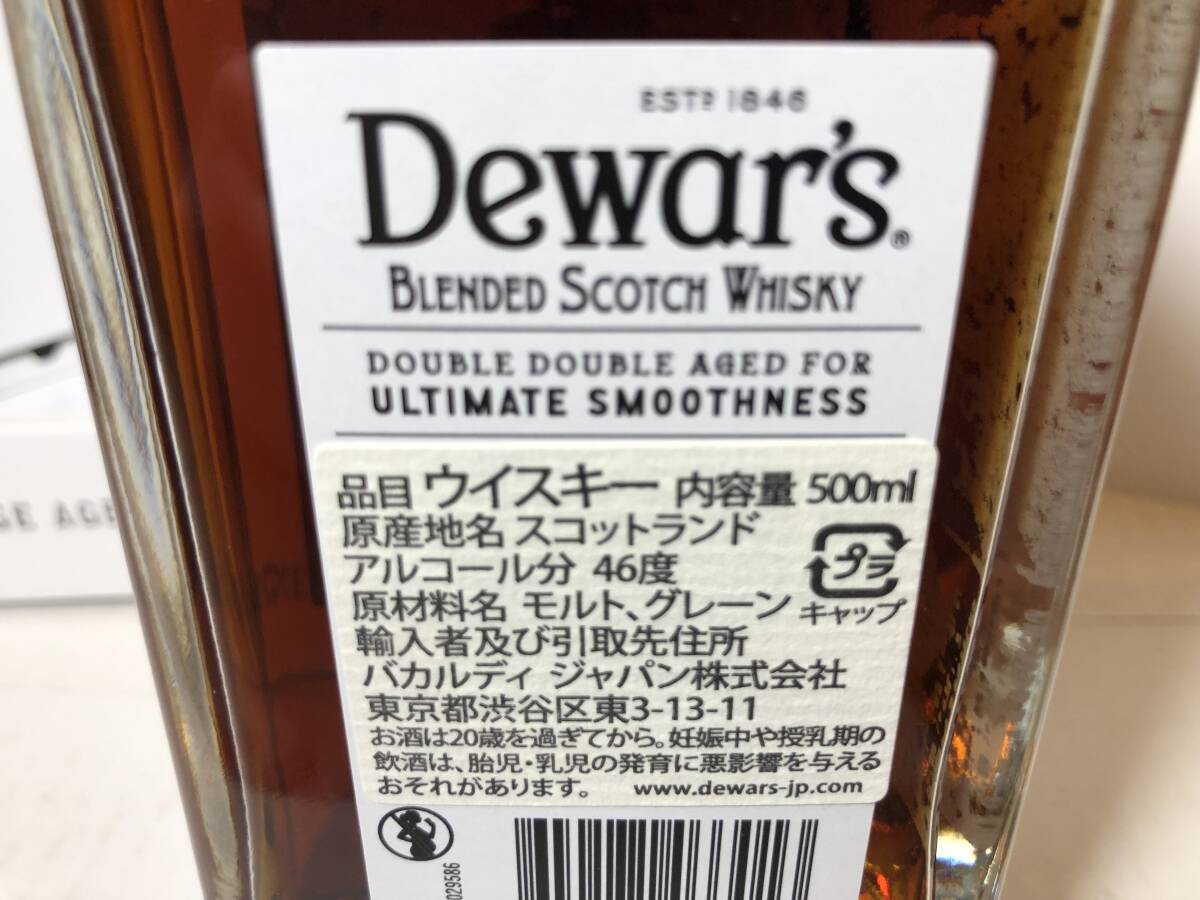 ESTD 1846
Dewar's®
BLENDED SCOTCH WHISKY
DOUBLE DOUBLE AGED FOR
ULTIMATE SMOOTHNESS
品目 ウイスキー 内容量 500ml
原産地名 スコットランド
アルコール分 46度
プラ
原材料名 モルト、グレーン キャップ
輸入者及び引取先住所
バカルディ ジャパン株式会社
東京都渋谷区東3-13-11
お酒は20歳を過ぎてから。妊娠中や授乳期の
飲酒は、胎児・乳児の発育に悪影響を与える
おそれがあります。 www.dewars-jp.com
029586